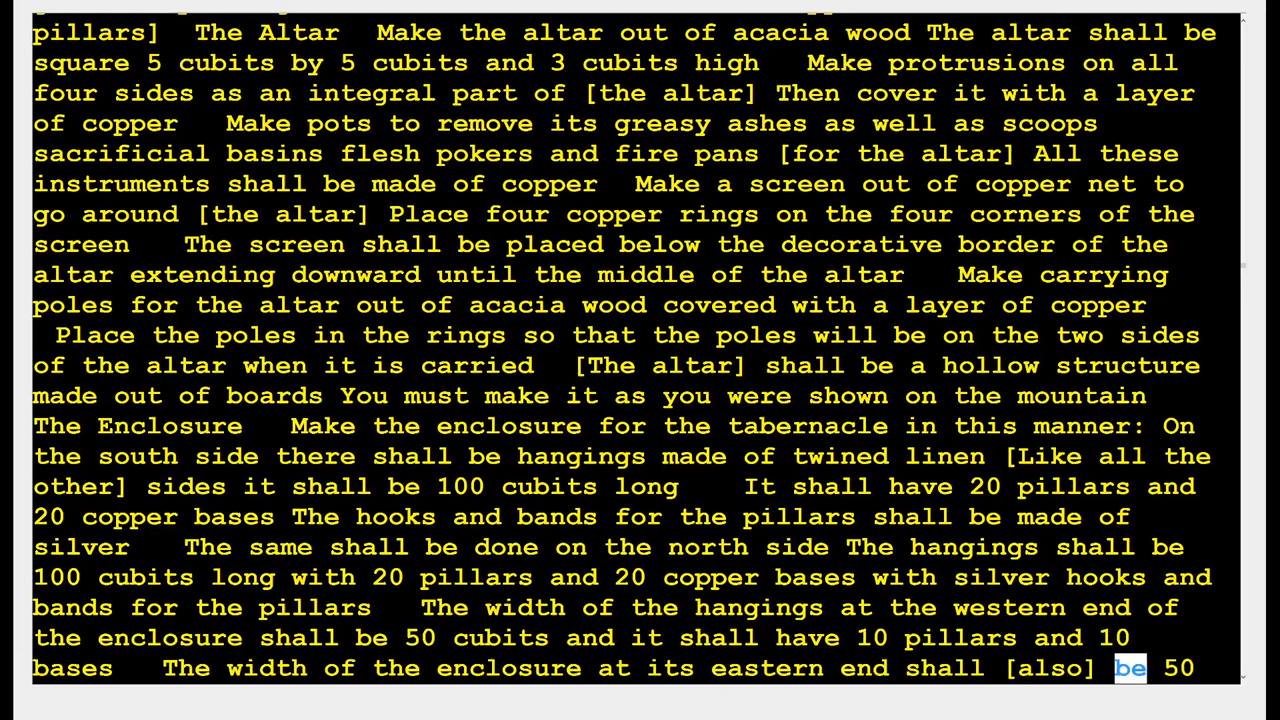 pillars] The Altar Make the altar out of acacia wood The altar shall be
square 5 cubits by 5 cubits and 3 cubits high Make protrusions on all
four sides as an integral part of [the altar] Then cover it with a layer
of copper Make pots to remove its greasy ashes as well as scoops
sacrificial basins flesh pokers and fire pans [for the altar] All these
instruments shall be made of copper Make a screen out of copper net to
go around [the altar] Place four copper rings on the four corners of the
screen The screen shall be placed below the decorative border of the
altar extending downward until the middle of the altar Make carrying
poles for the altar out of acacia wood covered with a layer of copper
Place the poles in the rings so that the poles will be on the two sides
of the altar when it is carried [The altar] shall be a hollow structure
made out of boards You must make it as you were shown on the mountain
The Enclosure Make the enclosure for the tabernacle in this manner: On
the south side there shall be hangings made of twined linen [Like all the
other] sides it shall be 100 cubits long It shall have 20 pillars and
20 copper bases The hooks and bands for the pillars shall be made of
silver The same shall be done on the north side The hangings shall be
100 cubits long with 20 pillars and 20 copper bases with silver hooks and
bands for the pillars The width of the hangings at the western end of
the enclosure shall be 50 cubits and it shall have 10 pillars and 10
bases The width of the enclosure at its eastern end shall [also] be 50